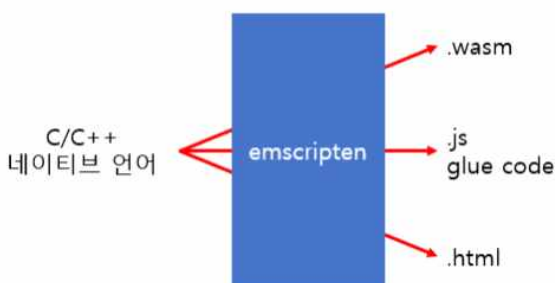 C/C++
네이티브 언어
emscripten
.wasm
.js
glue code
.html